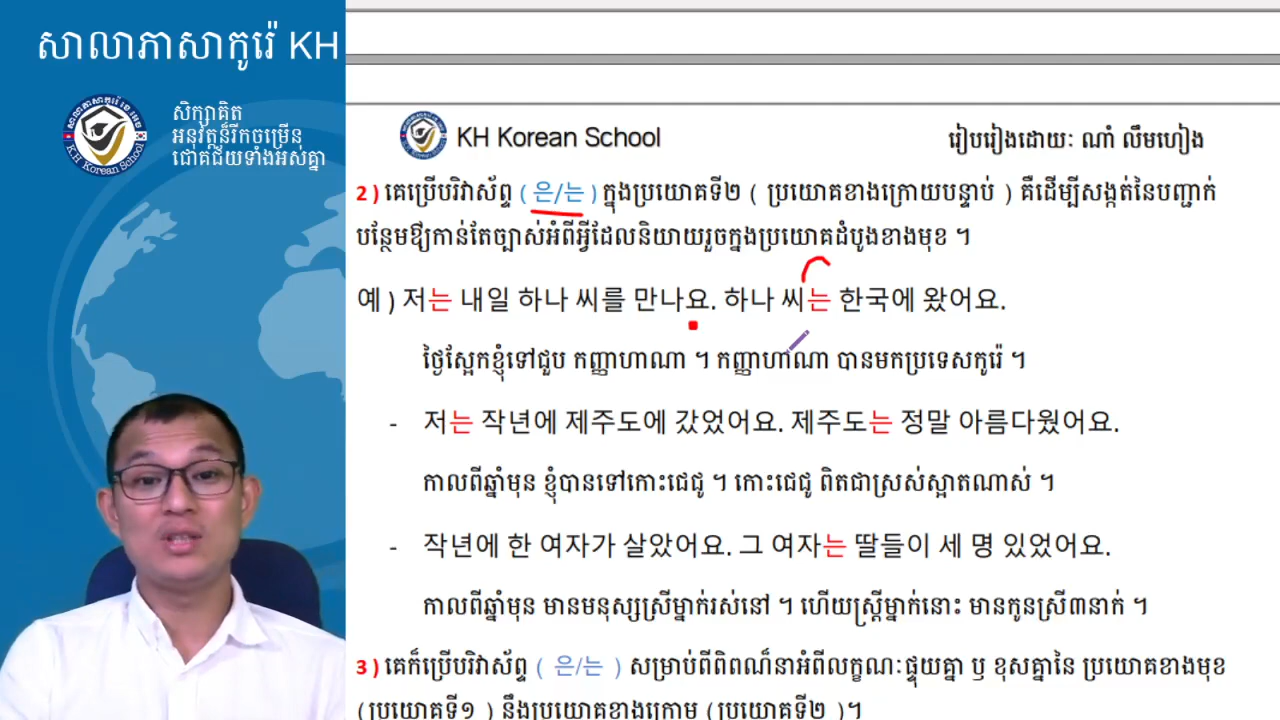 សាលាភាសាកូរ៉េ KH
សិក្សាគិត
អនុវត្តន៏រីកចម្រើន
ជោគជ័យទាំងអស់គ្នា
KH Korean School
រៀបរៀងដោយ: ណាំ លឹមហៀង
2 ) គេប្រើបរិវាស័ព្ទ ( 은/는 ) ក្នុងប្រយោគទី២ ( ប្រយោគខាងក្រោយបន្ទាប់ ) គឺដើម្បីសង្កត់នៃបញ្ជាក់
បន្ថែមឱ្យកាន់តែច្បាស់អំពីអ្វីដែលនិយាយរួចក្នុងប្រយោគដំបូងខាងមុខ ។
예 ) 저는 내일 하나 씨를 만나요. 하나 씨는 한국에 왔어요.
ថ្ងៃស្អែកខ្ញុំទៅជួប កញ្ញាហាណា ។ កញ្ញាហាណា បានមកប្រទេសកូរ៉េ ។
- 저는 작년에 제주도에 갔었어요. 제주도는 정말 아름다웠어요.
កាលពីឆ្នាំមុន ខ្ញុំបានទៅកោះជេជូ ។ កោះជេជូ ពិតជាស្រស់ស្អាតណាស់ ។
- 작년에 한 여자가 살았어요. 그 여자는 딸들이 세 명 있었어요.
កាលពីឆ្នាំមុន មានមនុស្សស្រីម្នាក់រស់នៅ ។ ហើយស្ត្រីម្នាក់នោះ មានកូនស្រី៣នាក់ ។
3 ) គេក៏ប្រើបរិវាស័ព្ទ ( 은/는 ) សម្រាប់ពីពិពណ៏នាអំពីលក្ខណៈផ្ទុយគ្នា ឬ ខុសគ្នានៃ ប្រយោគខាងមុខ
(ប្រយោគទី១ ) នឹងប្រយោគខាងក្រោម (ប្រយោគទី២ )។